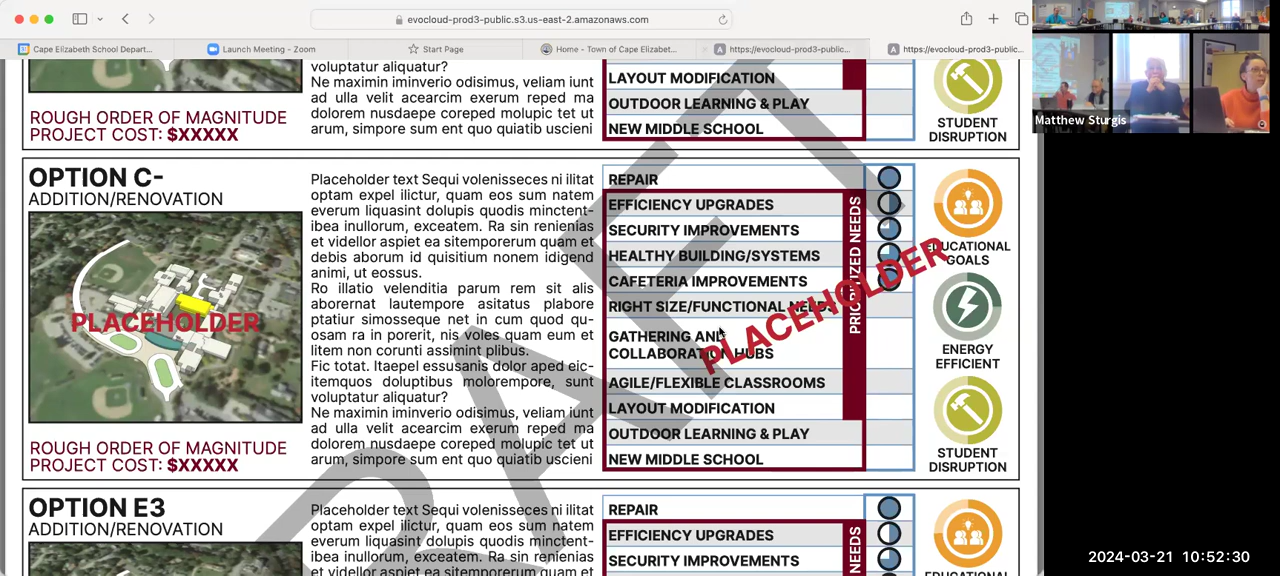 evocloud-prod3-public.s3.us-east-2.amazonaws.com
Cape Elizabeth School Depart...
Launch Meeting - Zoom
Start Page
Home - Town of Cape Elizabet...
https://evocloud-prod3-public...
https://evocloud-prod3-public...
voluptatur aliquatur?
Ne maximin iminverio odisimus, veliam iunt
ad ulla velit acearcim exerum reped ma
dolorem nusdaepe coreped molupic tet ut
arum, simpore sum ent quo quiatib uscieni
ROUGH ORDER OF MAGNITUDE
PROJECT COST: $XXXXX
LAYOUT MODIFICATION
OUTDOOR LEARNING & PLAY
NEW MIDDLE SCHOOL
STUDENT
DISRUPTION
Matthew Sturgis
OPTION C-
ADDITION/RENOVATION
PLACEHOLDER
ROUGH ORDER OF MAGNITUDE
PROJECT COST: $XXXXX
Placeholder text Sequi volenisseces ni ilitat
optam expel ilictur, quam eos sum natem
everum liquasint dolupis quodis minctent-
ibea inullorum, exceatem. Ra sin renienias
et videllor aspiet ea sitemporerum quam et
debis aborum id quisitium nonem idigend
animi, ut eossus.
Ro illatio velenditia parum rem sit alis
aborernat lautempore asitatus plabore
ptatiur simosseque net in cum quod qu-
osam ra in porerit, nis voles quam eum et
litem non corunti assimint plibus.
Fic totat. Itaepel essusanis dolor aped eic-
itemquos doluptibus molorempore, sunt
voluptatur aliquatur?
Ne maximin iminverio odisimus, veliam iunt
ad ulla velit acearcim exerum reped ma
dolorem nusdaepe coreped molupic tet ut
arum, simpore sum ent quo quiatib uscieni
REPAIR
EFFICIENCY UPGRADES
SECURITY IMPROVEMENTS
HEALTHY BUILDING/SYSTEMS
CAFETERIA IMPROVEMENTS
RIGHT SIZE/FUNCTIONAL NEEDS
GATHERING AND
COLLABORATION HUBS
AGILE/FLEXIBLE CLASSROOMS
LAYOUT MODIFICATION
OUTDOOR LEARNING & PLAY
NEW MIDDLE SCHOOL
PRIORITIZED NEEDS
PLACEHOLDER
EDUCATIONAL
GOALS
ENERGY
EFFICIENT
STUDENT
DISRUPTION
DRAFT
OPTION E3
ADDITION/RENOVATION
Placeholder text Sequi volenisseces ni ilitat
optam expel ilictur, quam eos sum natem
everum liquasint dolupis quodis minctent-
ibea inullorum, exceatem. Ra sin renienias
et videllor aspiet ea sitemporerum quam et
REPAIR
EFFICIENCY UPGRADES
SECURITY IMPROVEMENTS
NEEDS
2024-03-21 10:52:30